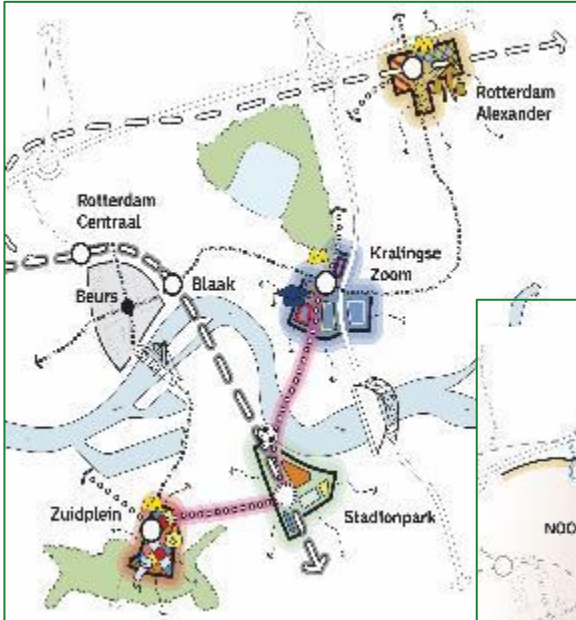 Rotterdam
Alexander
Rotterdam
Centraal
Kralingse
Zoom
Beurs
Blaak
Zuidplein
Stadionpark
NOO